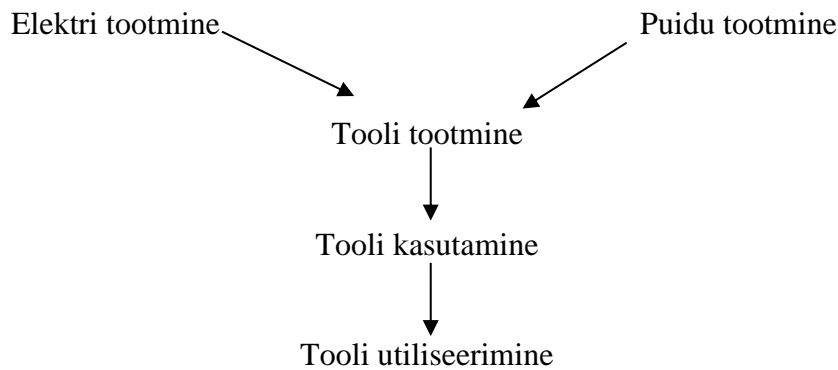 Elektri tootmine
Puidu tootmine
Tooli tootmine
Tooli kasutamine
Tooli utiliseerimine